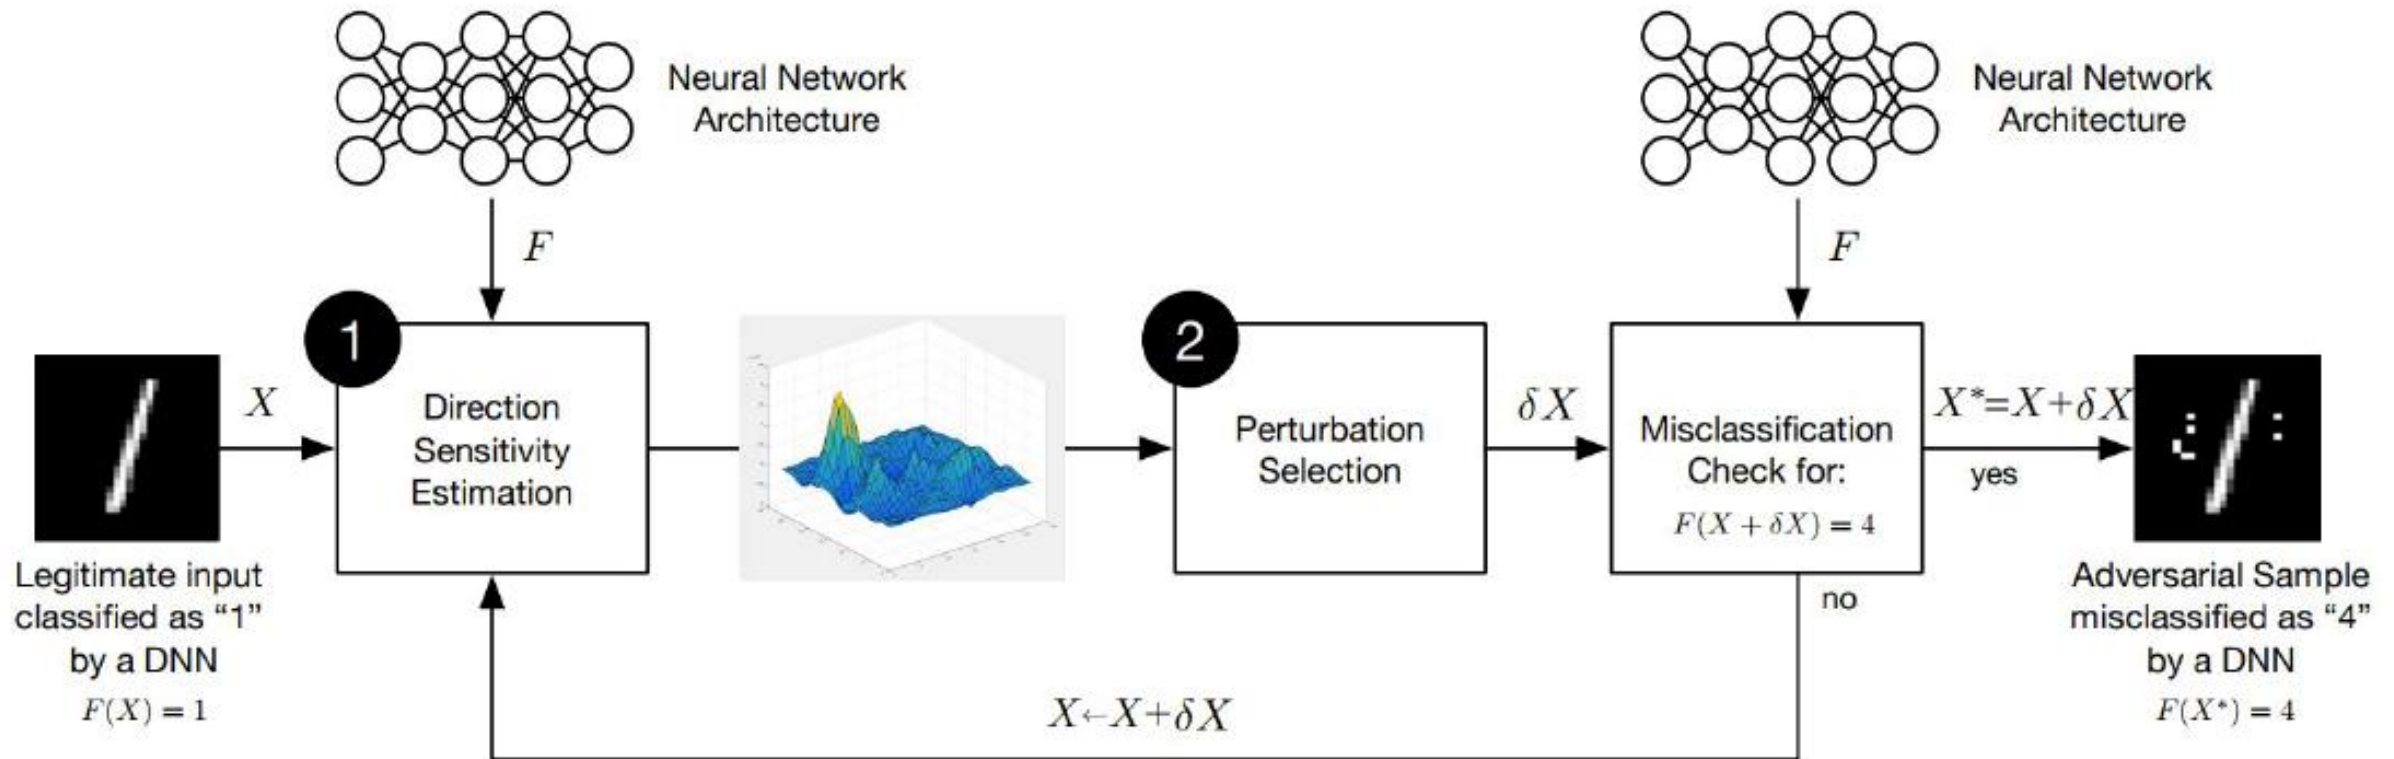 Neural Network
Architecture
Neural Network
Architecture
F
F
1
2
X
Direction
Sensitivity
Estimation
Perturbation
Selection
δX
Misclassification
Check for:
F(X + δX) = 4
X*=X+δX
yes
no
Legitimate input
classified as “1”
by a DNN
F(X) = 1
Adversarial Sample
misclassified as “4”
by a DNN
F(X*) = 4
X←X+δX